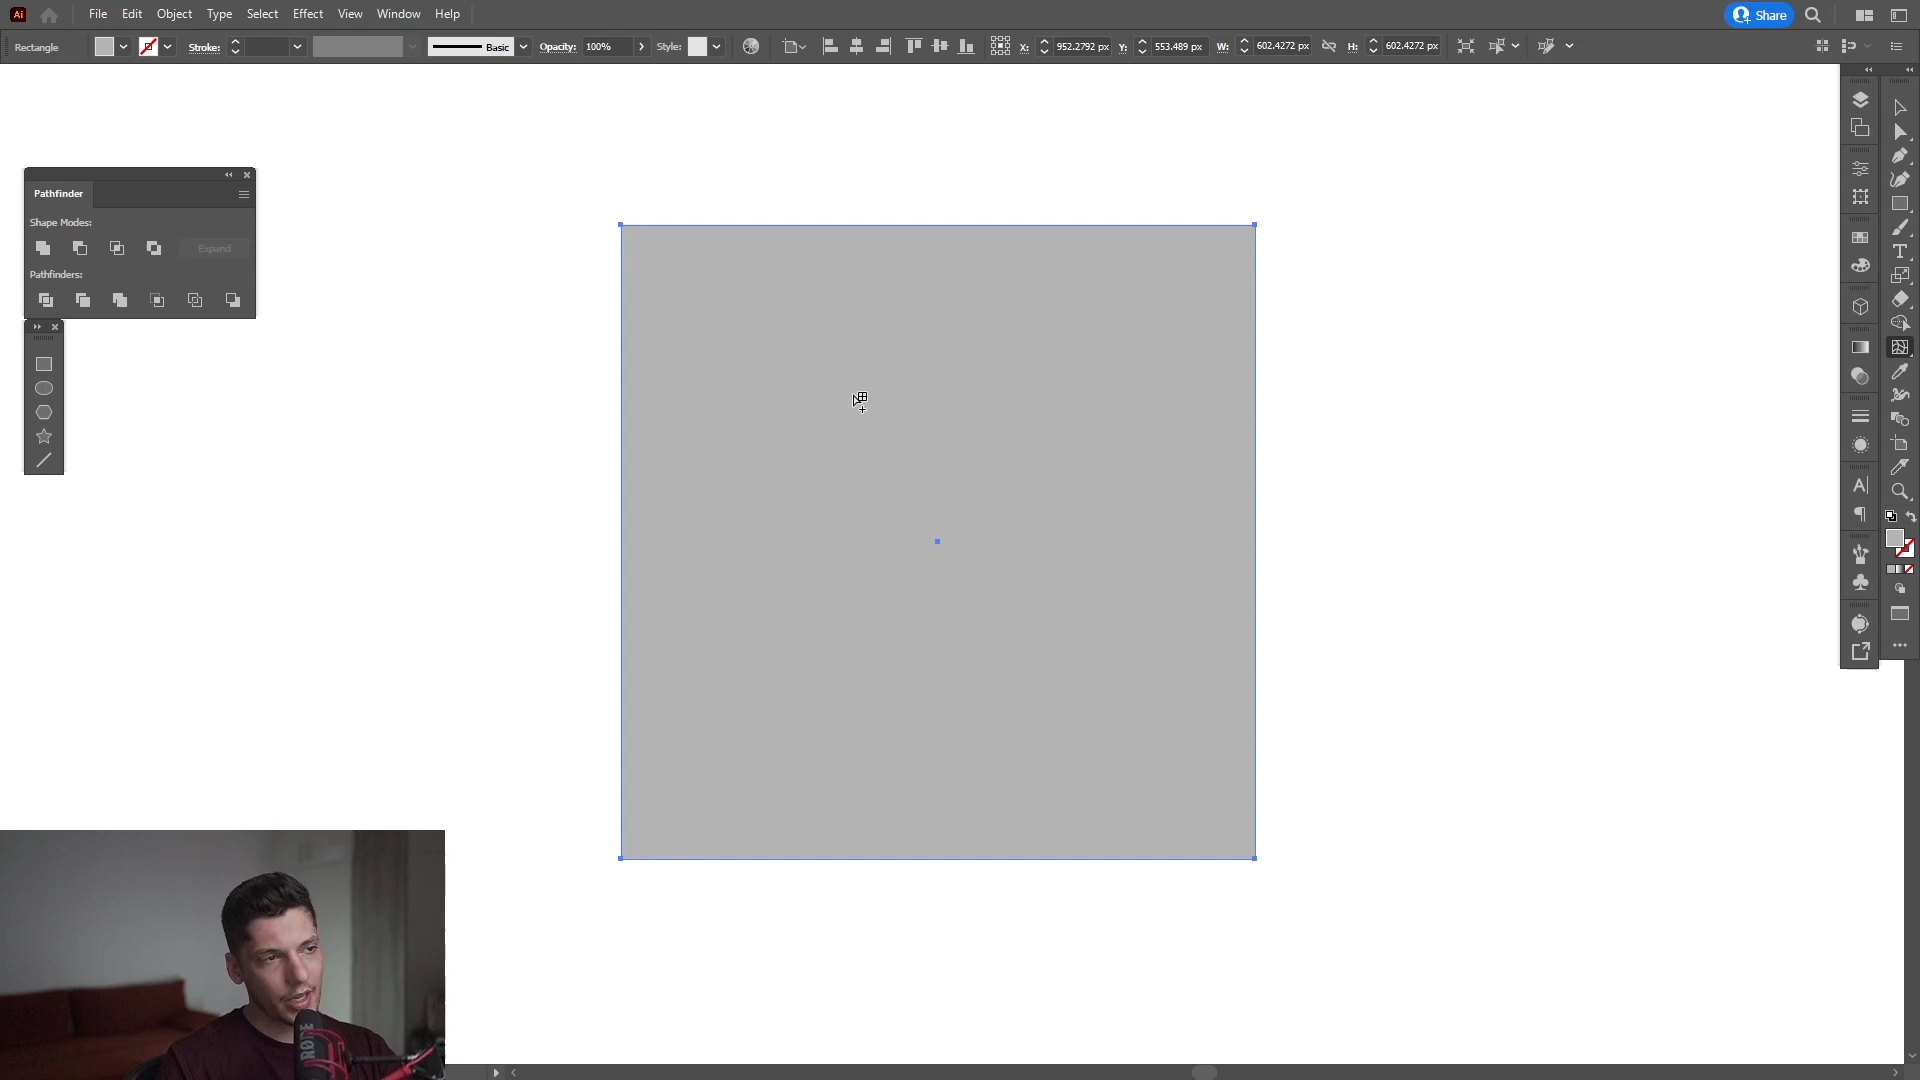 Ai File Edit Object Type Select Effect View Window Help Share
Rectangle Stroke: Basic Opacity: 100% Style: X: 952.2792 px Y: 553.489 px W: 602.4272 px H: 602.4272 px
Pathfinder
Shape Modes:
Expand
Pathfinders:
RØDE